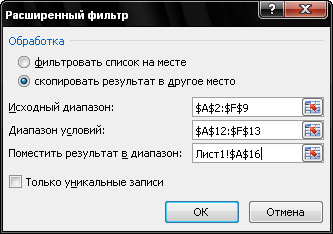 Расширенный фильтр
Обработка
фильтровать список на месте
скопировать результат в другое место
Исходный диапазон: $A$2:$F$9
Диапазон условий: $A$12:$F$13
Поместить результат в диапазон: Лист1!$A$16
Только уникальные записи
ОК Отмена